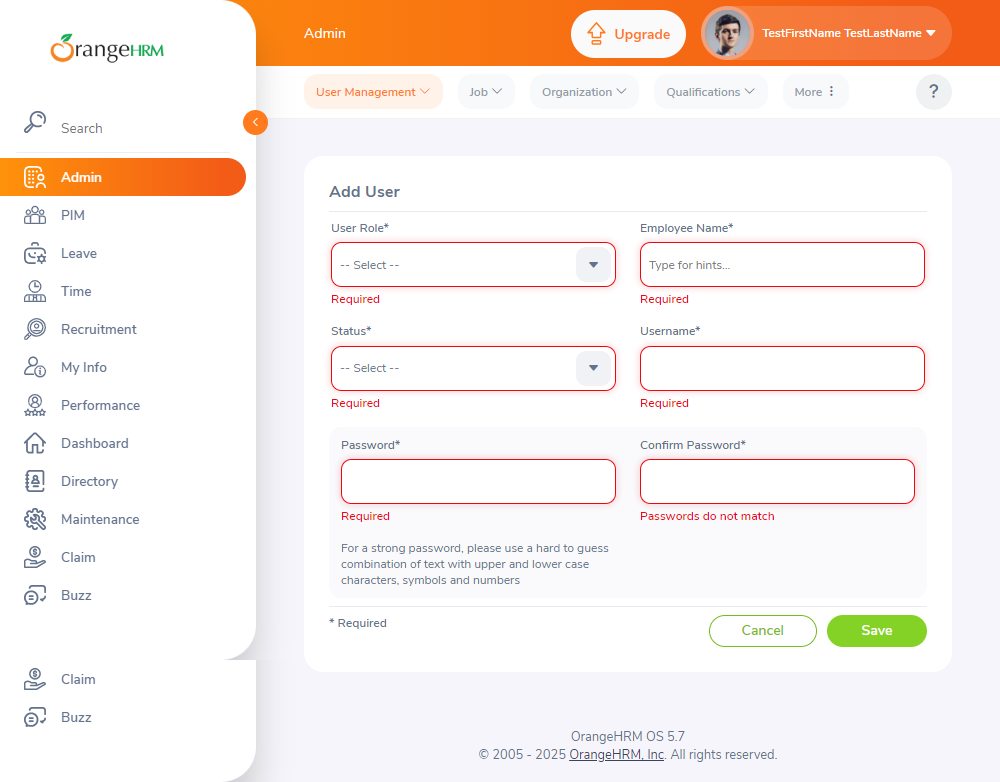 OrangeHRM
Search
Admin
PIM
Leave
Time
Recruitment
My Info
Performance
Dashboard
Directory
Maintenance
Claim
Buzz
Claim
Buzz
Admin
Upgrade
TestFirstName TestLastName
User Management
Job
Organization
Qualifications
More
?
Add User
User Role*
Employee Name*
-- Select --
Type for hints...
Required
Required
Status*
Username*
-- Select --
Required
Required
Password*
Confirm Password*
Required
Passwords do not match
For a strong password, please use a hard to guess
combination of text with upper and lower case
characters, symbols and numbers
* Required
Cancel
Save
OrangeHRM OS 5.7
© 2005 - 2025 OrangeHRM, Inc. All rights reserved.